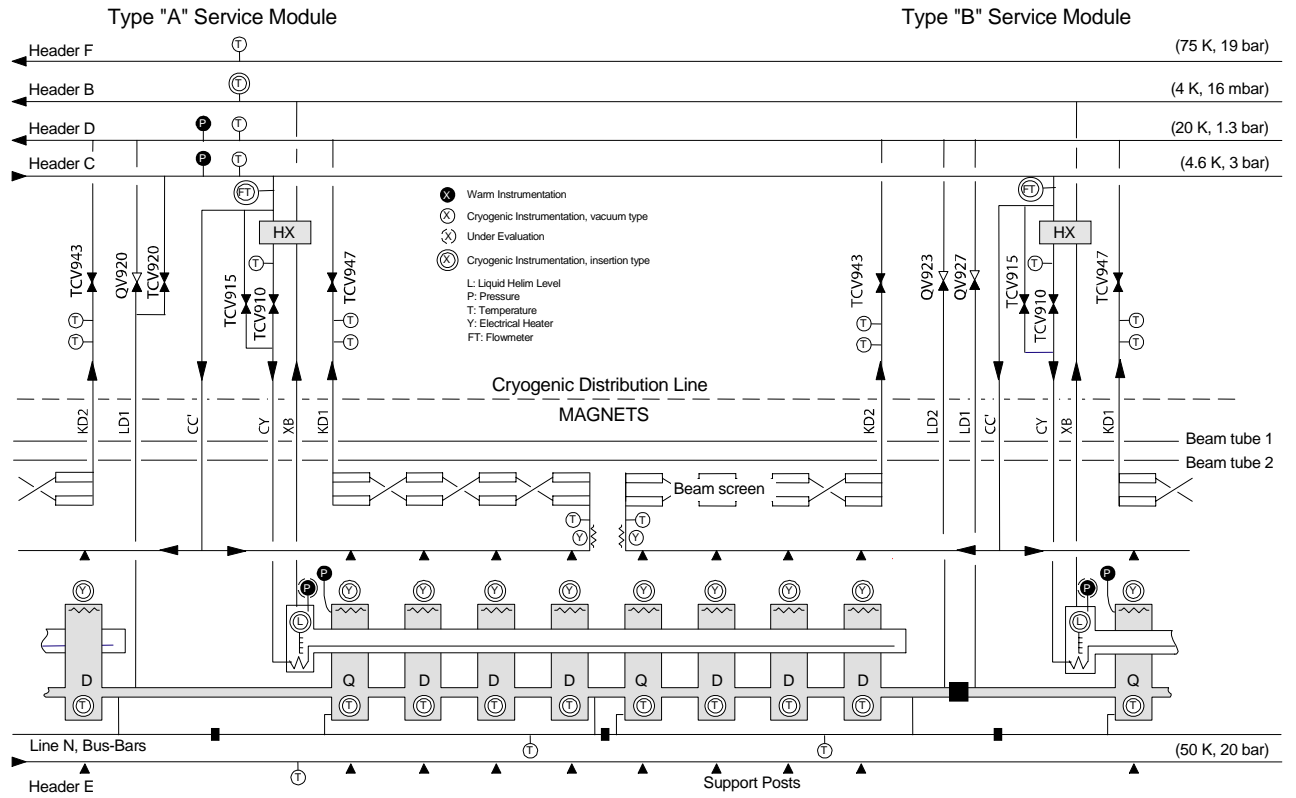 Type "A" Service Module
Type "B" Service Module
Header F
T
(75 K, 19 bar)
Header B
T
(4 K, 16 mbar)
Header D
P
T
(20 K, 1.3 bar)
Header C
P
T
(4.6 K, 3 bar)
FT
FT
X Warm Instrumentation
X Cryogenic Instrumentation, vacuum type
X Under Evaluation
X Cryogenic Instrumentation, insertion type
L: Liquid Helim Level
P: Pressure
T: Temperature
Y: Electrical Heater
FT: Flowmeter
HX
HX
TCV943
QV920
TCV920
TCV915
TCV910
TCV947
TCV943
QV923
QV927
TCV915
TCV910
TCV947
T
T
T
T
T
T
T
T
T
T
Cryogenic Distribution Line
MAGNETS
KD2
LD1
CC'
CY
XB
KD1
KD2
LD2
LD1
CC'
CY
XB
KD1
Beam tube 1
Beam tube 2
Beam screen
T
T
Y
Y
P
P
P
P
Y
Y
Y
Y
Y
Y
Y
Y
Y
Y
L
L
D
Q
D
D
D
Q
D
D
D
Q
T
T
T
T
T
T
T
T
T
T
Line N, Bus-Bars
T
T
(50 K, 20 bar)
Header E
T
Support Posts